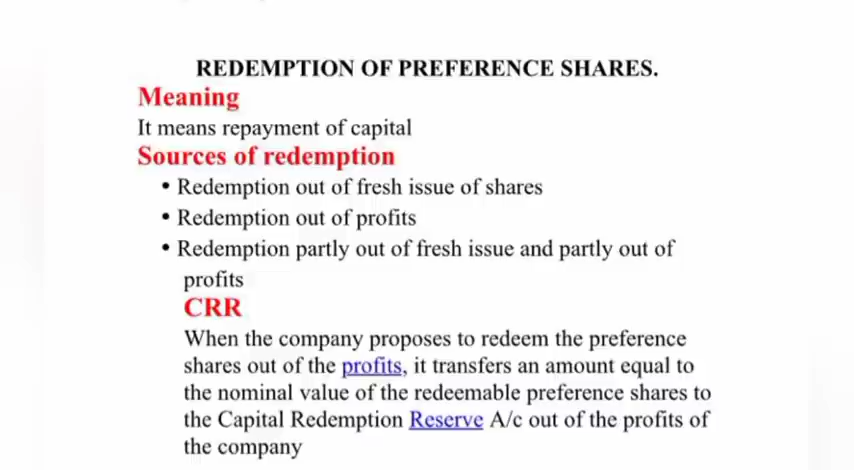 REDEMPTION OF PREFERENCE SHARES.
Meaning
It means repayment of capital
Sources of redemption
• Redemption out of fresh issue of shares
• Redemption out of profits
• Redemption partly out of fresh issue and partly out of
profits
CRR
When the company proposes to redeem the preference
shares out of the profits, it transfers an amount equal to
the nominal value of the redeemable preference shares to
the Capital Redemption Reserve A/c out of the profits of
the company